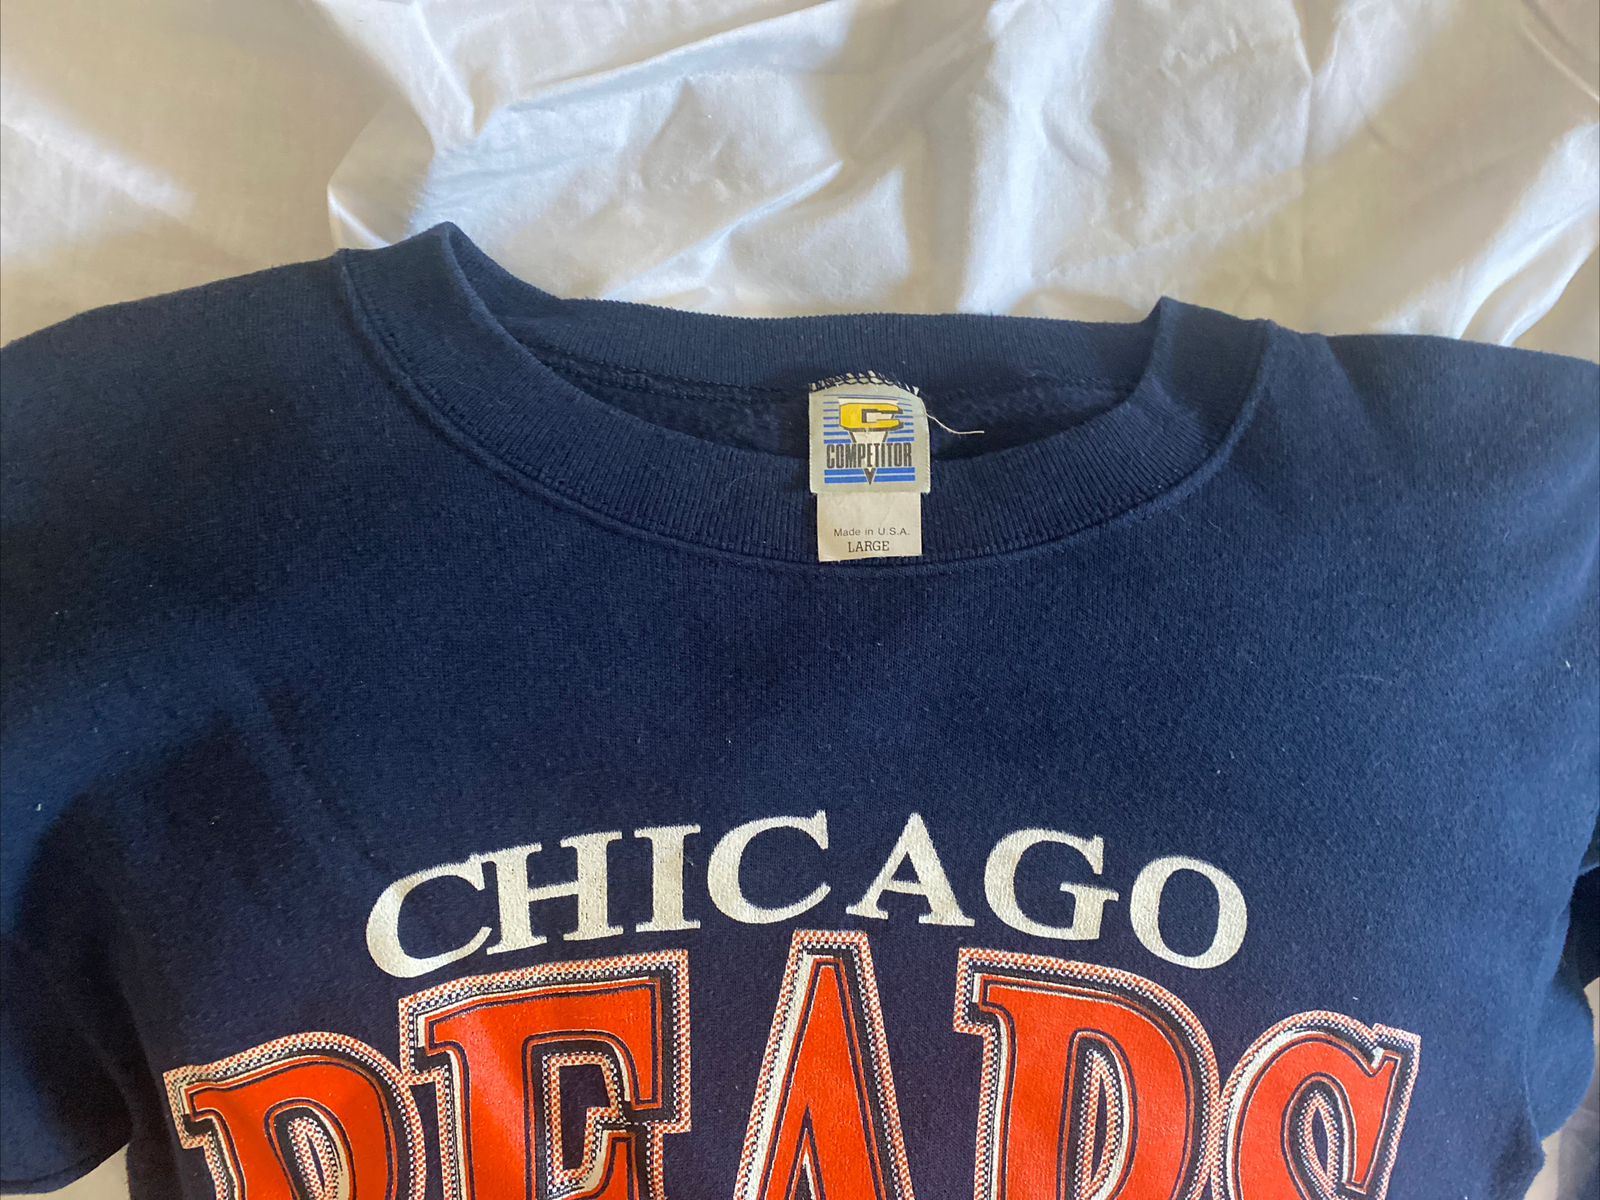 C
COMPETITOR
Made in U.S.A.
LARGE
CHICAGO
BEARS